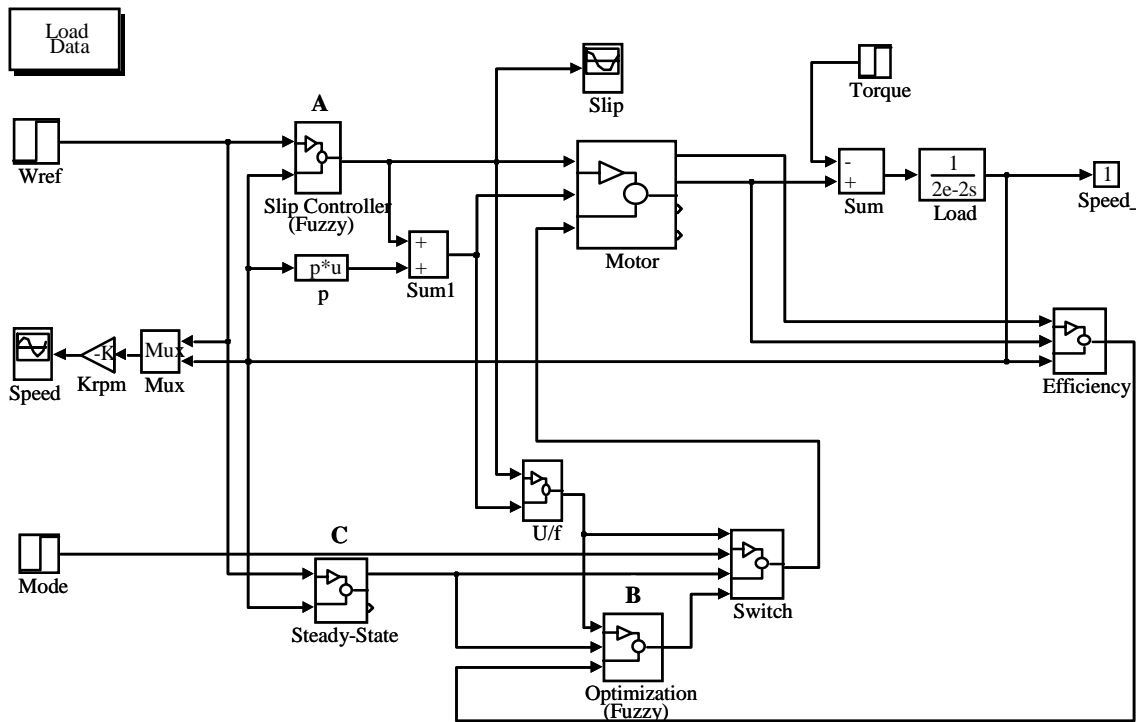 Load
Data
A
Slip
Torque
Wref
Slip Controller
(Fuzzy)
Motor
-
+
Sum
1
2e-2s
Load
1
Speed_
+
+
Sum1
p*u
p
Speed
-K
Krpm
Mux
Mux
Efficiency
U/f
C
Mode
Steady-State
B
Switch
Optimization
(Fuzzy)